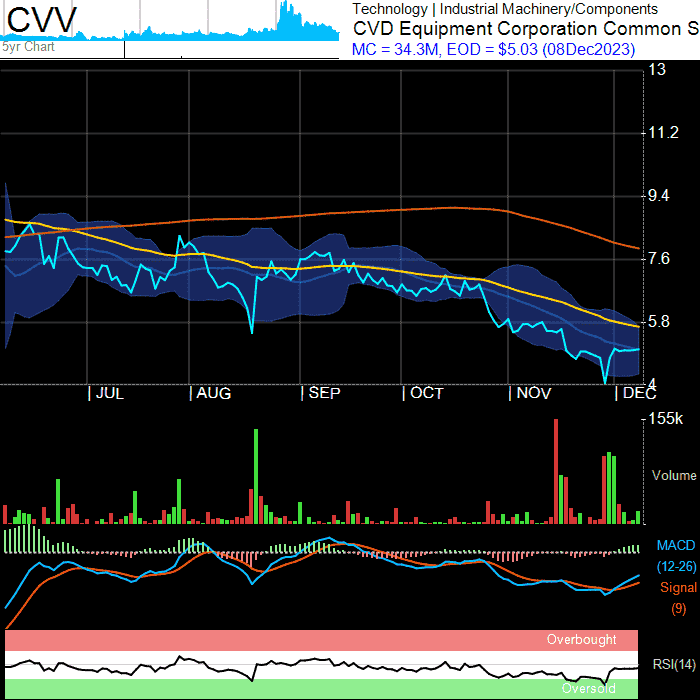 CVV
5yr Chart
Technology | Industrial Machinery/Components
CVD Equipment Corporation Common S
MC = 34.3M, EOD = $5.03 (08Dec2023)
13
11.2
9.4
7.6
5.8
4
JUL AUG SEP OCT NOV DEC
155k
Volume
MACD
(12-26)
Signal
(9)
Overbought
RSI(14)
Oversold